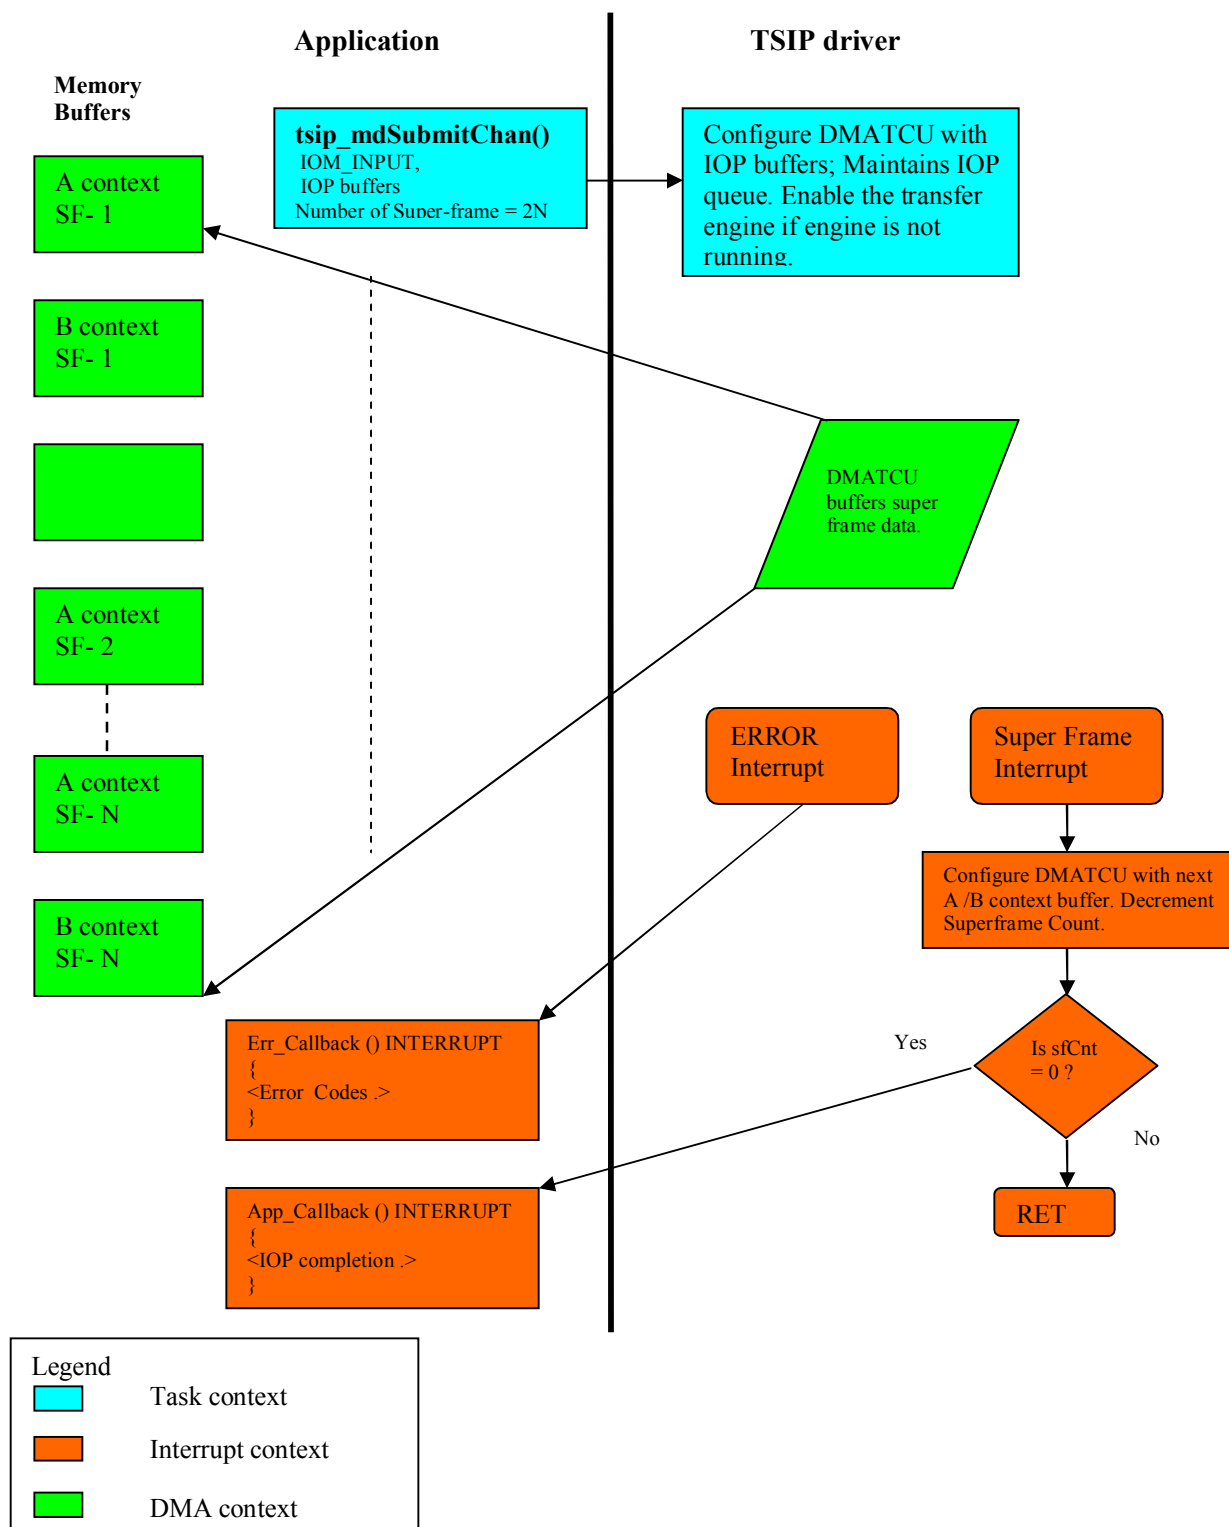 Application
TSIP driver
Memory
Buffers
tsip_mdSubmitChan()
IOM_INPUT,
IOP buffers
Number of Super-frame = 2N
Configure DMATCU with
IOP buffers; Maintains IOP
queue. Enable the transfer
engine if engine is not
running.
A context
SF- 1
B context
SF- 1
DMATCU
buffers super
frame data.
A context
SF- 2
A context
SF- N
B context
SF- N
ERROR
Interrupt
Super Frame
Interrupt
Configure DMATCU with next
A /B context buffer. Decrement
Superframe Count.
Is sfCnt
= 0 ?
Yes
No
RET
Err_Callback () INTERRUPT
{
<Error  Codes .>
}
App_Callback () INTERRUPT
{
<IOP completion .>
}
Legend
Task context
Interrupt context
DMA context